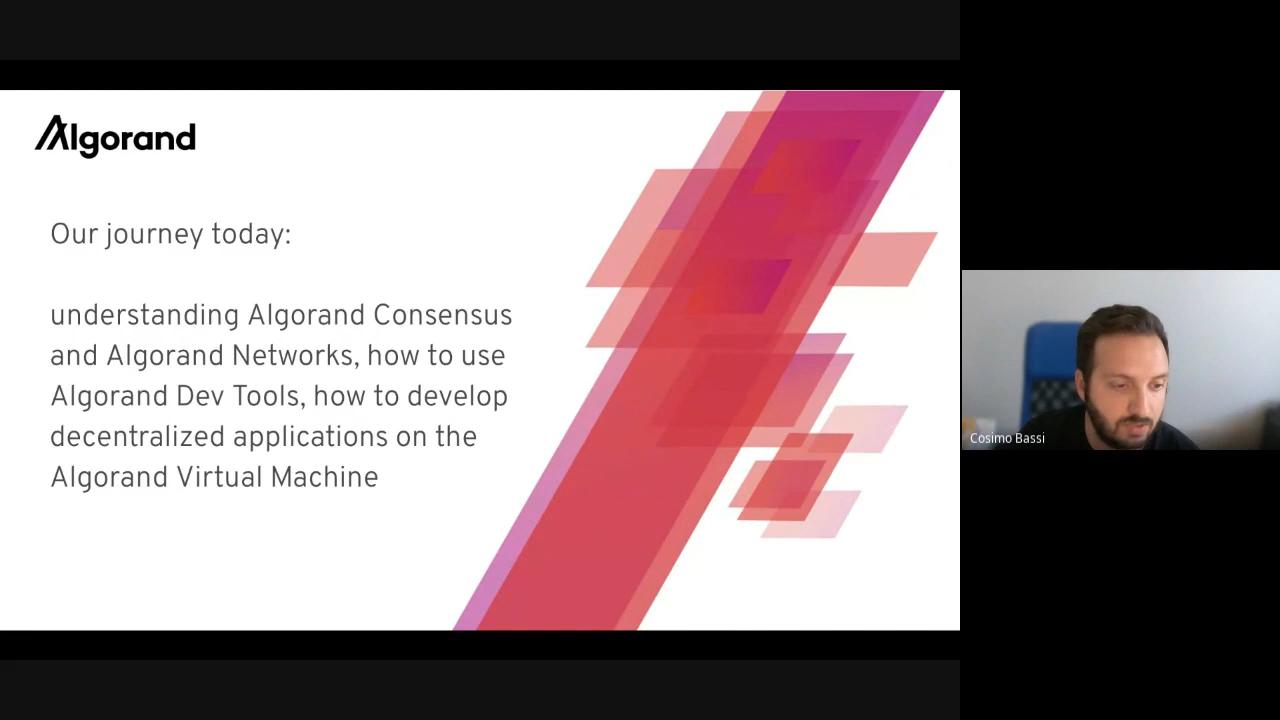 Algorand
Our journey today:
understanding Algorand Consensus
and Algorand Networks, how to use
Algorand Dev Tools, how to develop
decentralized applications on the
Algorand Virtual Machine
Cosimo Bassi